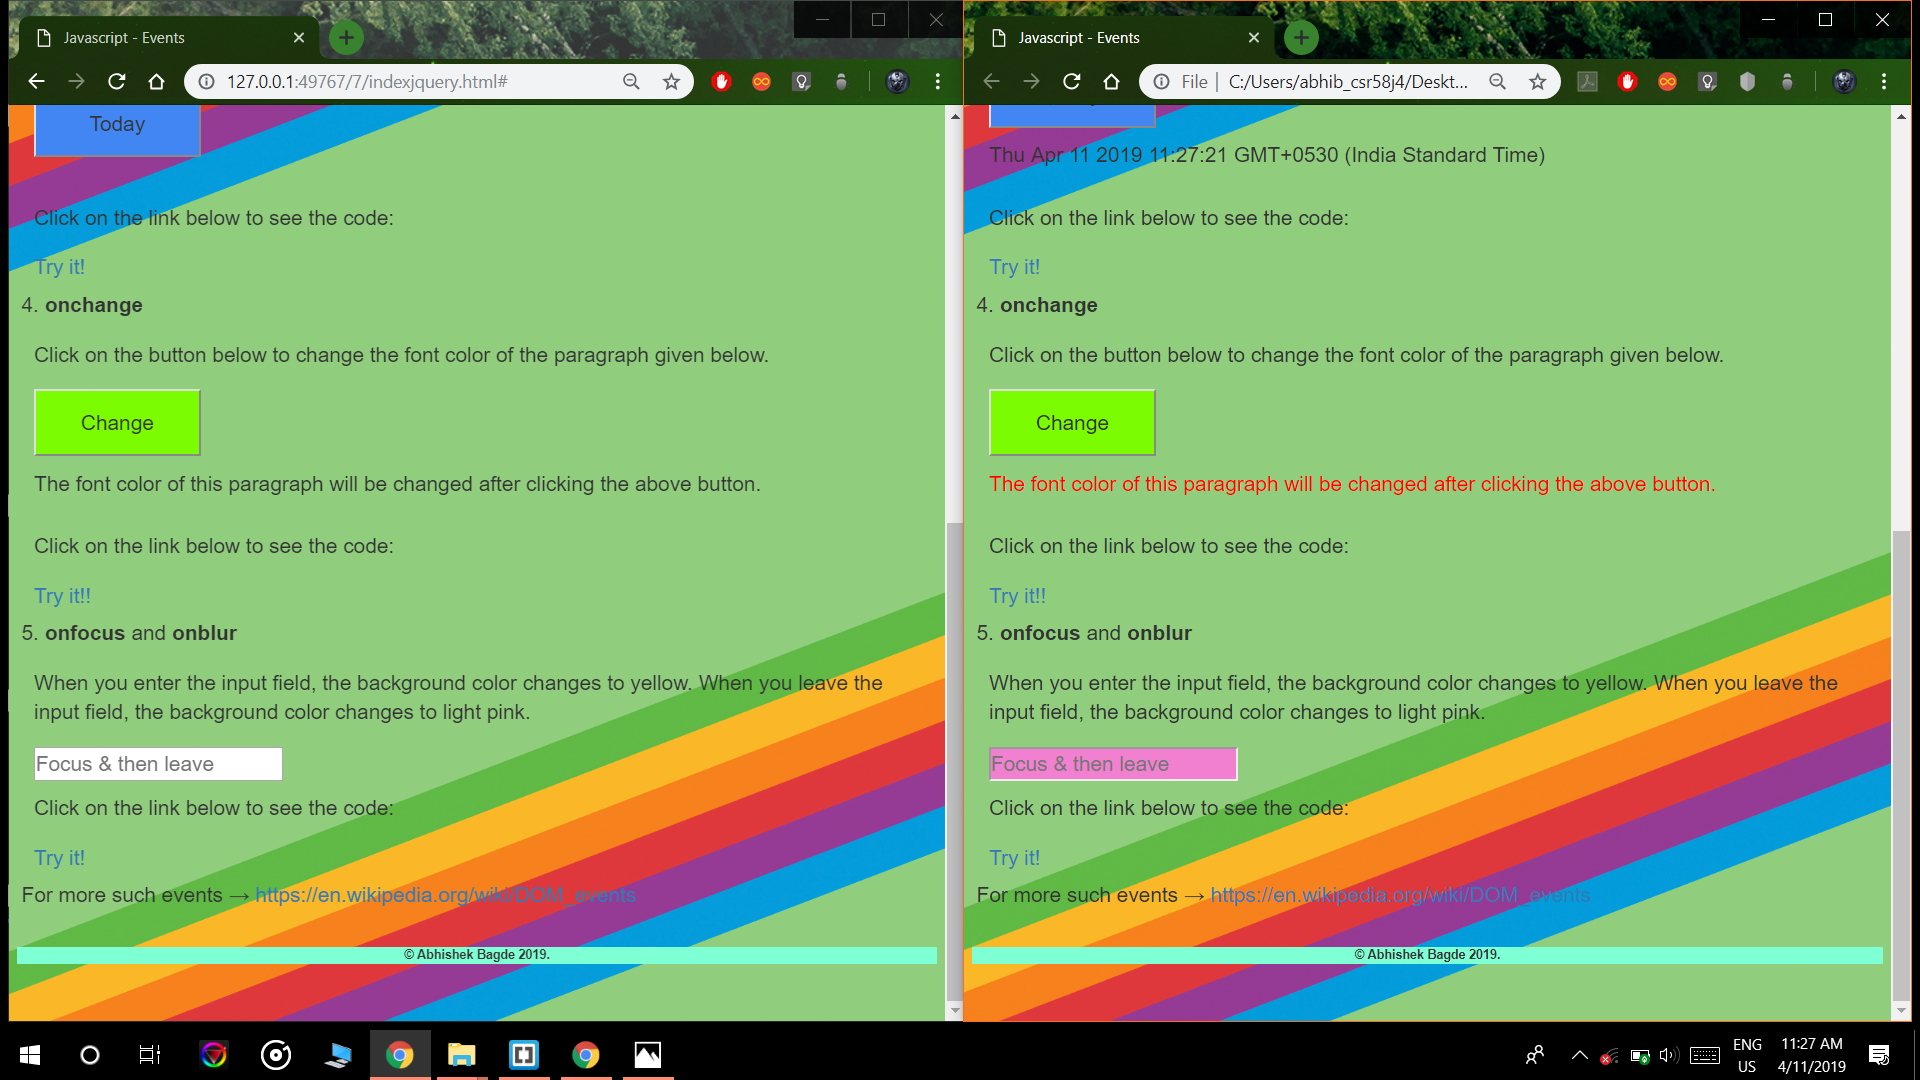 Javascript - Events
127.0.0.1:49767/7/indexjquery.html#
Today
Click on the link below to see the code:
Try it!
4. onchange
Click on the button below to change the font color of the paragraph given below.
Change
The font color of this paragraph will be changed after clicking the above button.
Click on the link below to see the code:
Try it!!
5. onfocus and onblur
When you enter the input field, the background color changes to yellow. When you leave the
input field, the background color changes to light pink.
Focus & then leave
Click on the link below to see the code:
Try it!
For more such events → https://en.wikipedia.org/wiki/DOM_events
© Abhishek Bagde 2019.
Javascript - Events
File | C:/Users/abhib_csr58j4/Deskt...
Thu Apr 11 2019 11:27:21 GMT+0530 (India Standard Time)
Click on the link below to see the code:
Try it!
4. onchange
Click on the button below to change the font color of the paragraph given below.
Change
The font color of this paragraph will be changed after clicking the above button.
Click on the link below to see the code:
Try it!!
5. onfocus and onblur
When you enter the input field, the background color changes to yellow. When you leave the
input field, the background color changes to light pink.
Focus & then leave
Click on the link below to see the code:
Try it!
For more such events → https://en.wikipedia.org/wiki/DOM_events
© Abhishek Bagde 2019.
ENG
US
11:27 AM
4/11/2019